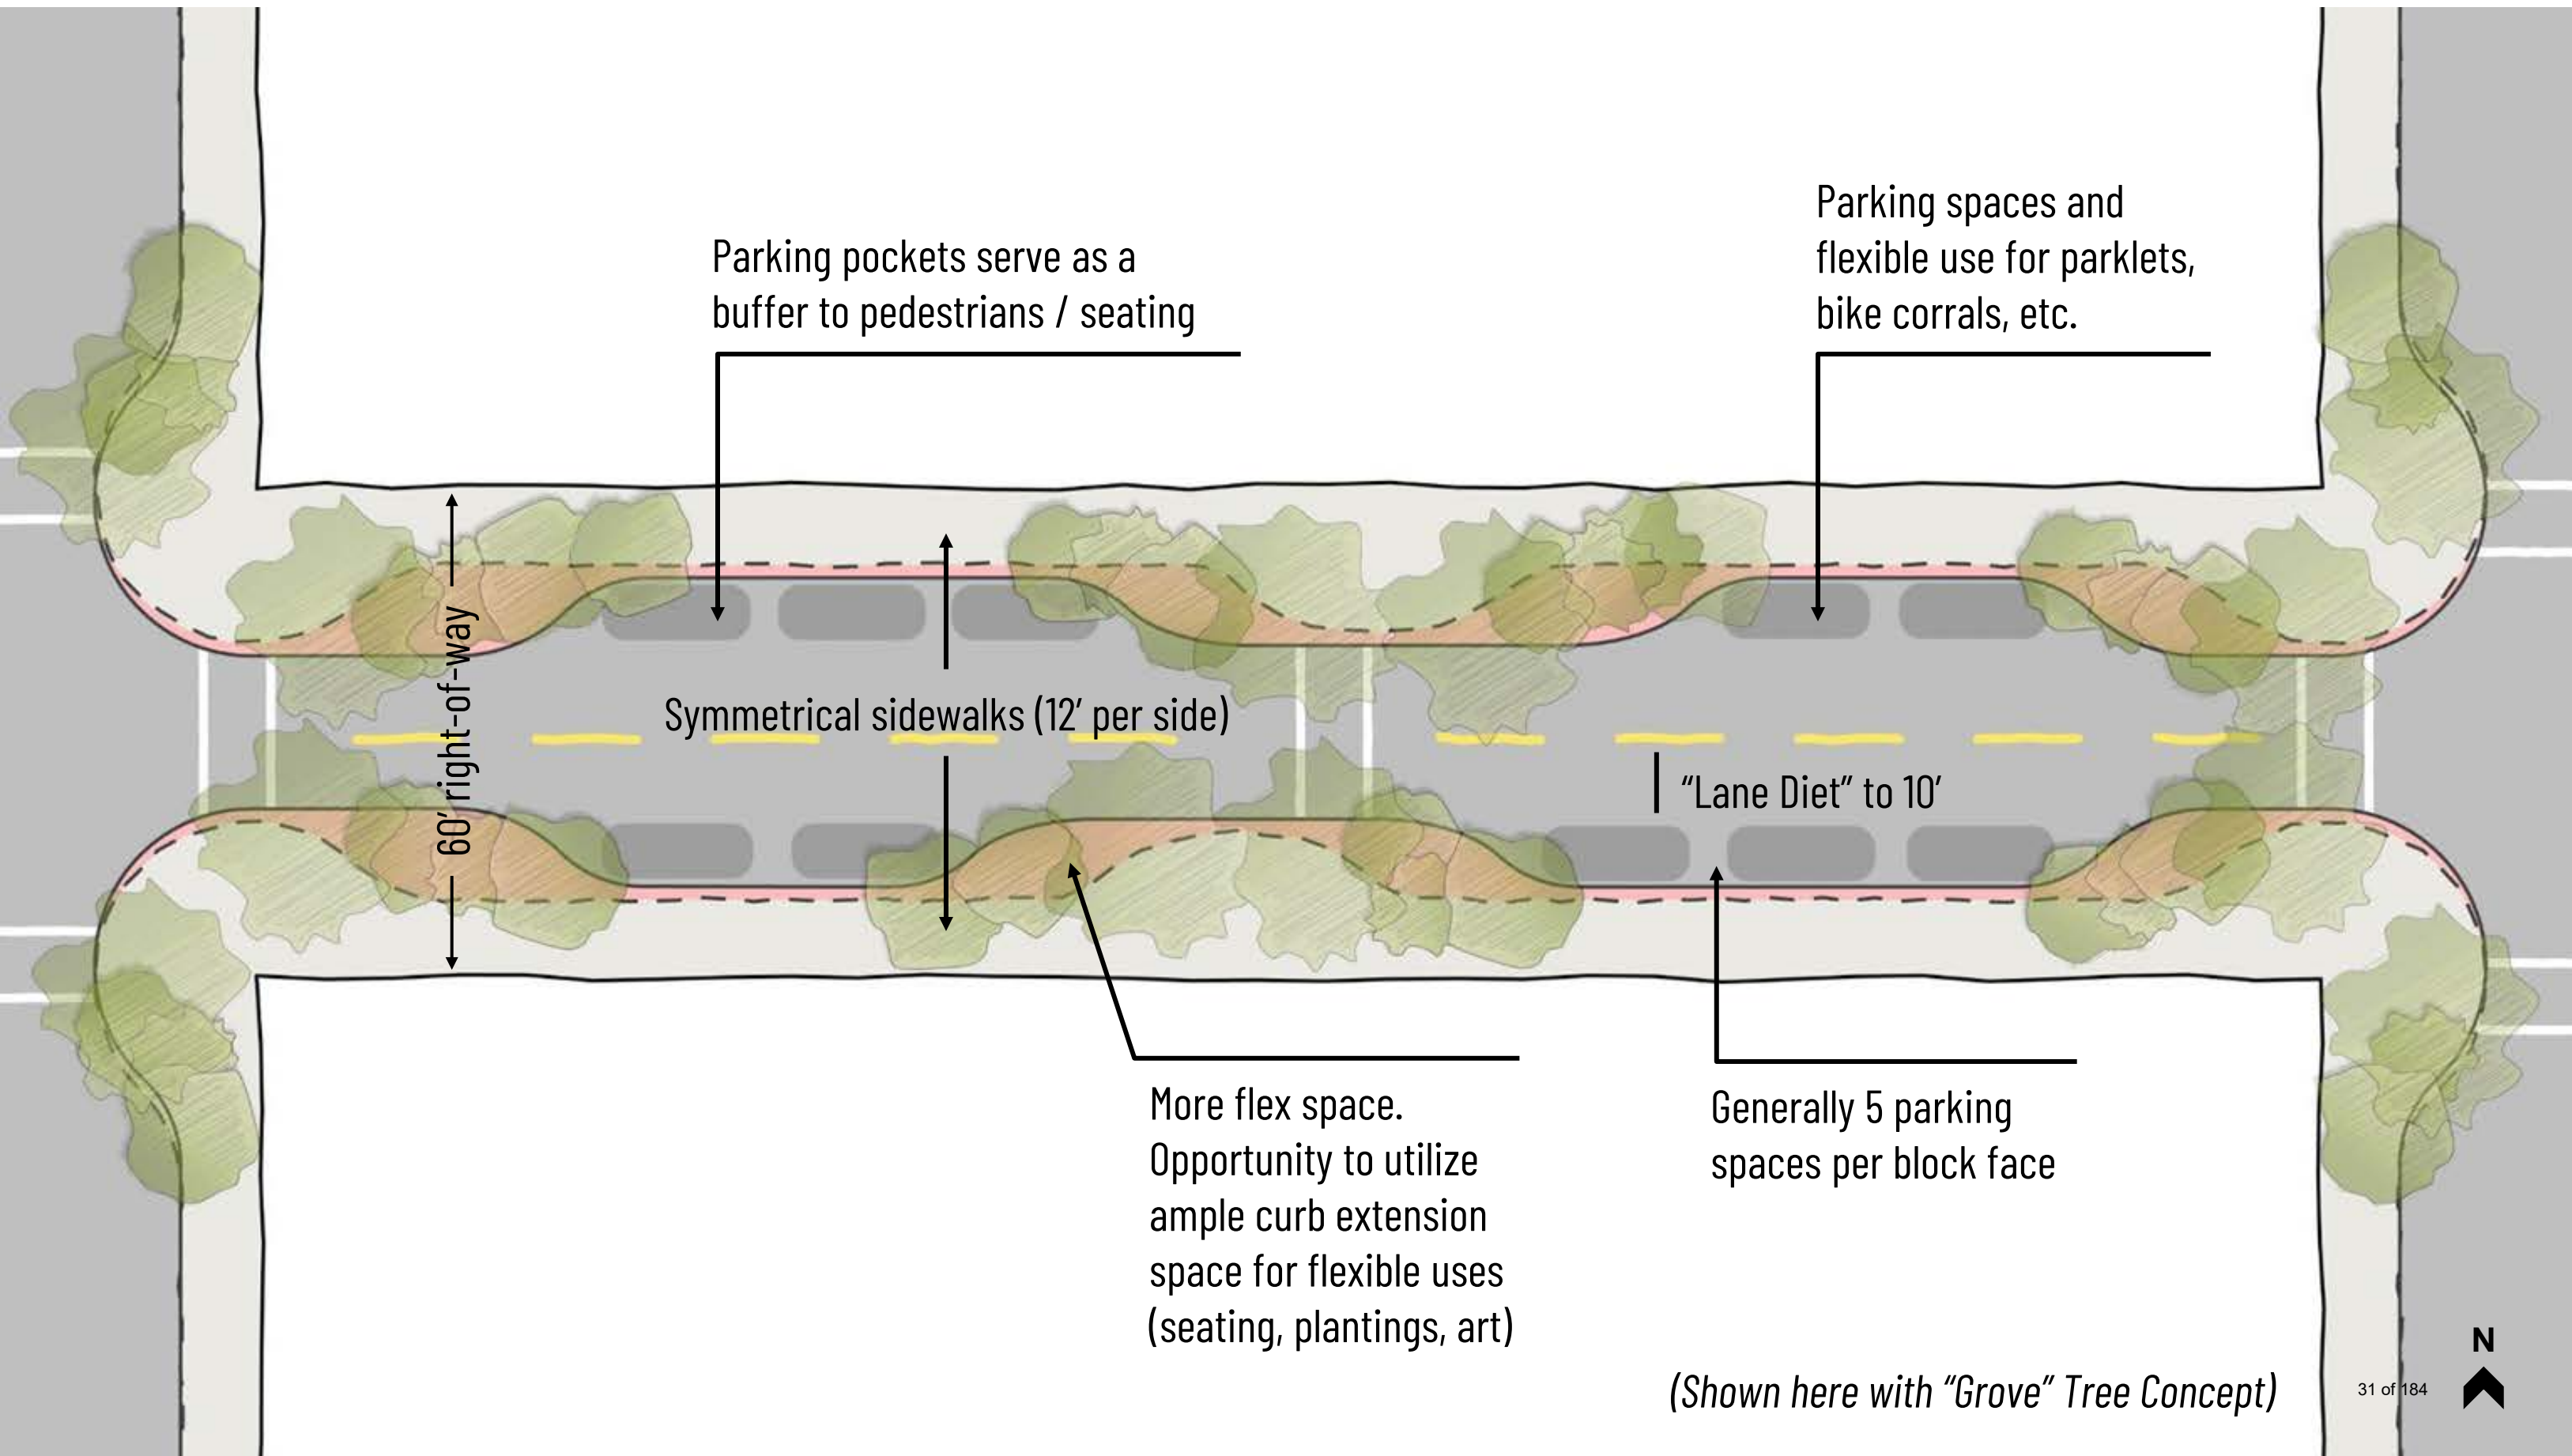 Parking pockets serve as a
buffer to pedestrians / seating
Parking spaces and
flexible use for parklets,
bike corrals, etc.
60’ right-of-way
Symmetrical sidewalks (12’ per side)
“Lane Diet” to 10’
More flex space.
Opportunity to utilize
ample curb extension
space for flexible uses
(seating, plantings, art)
Generally 5 parking
spaces per block face
(Shown here with “Grove” Tree Concept)
31 of 184
N